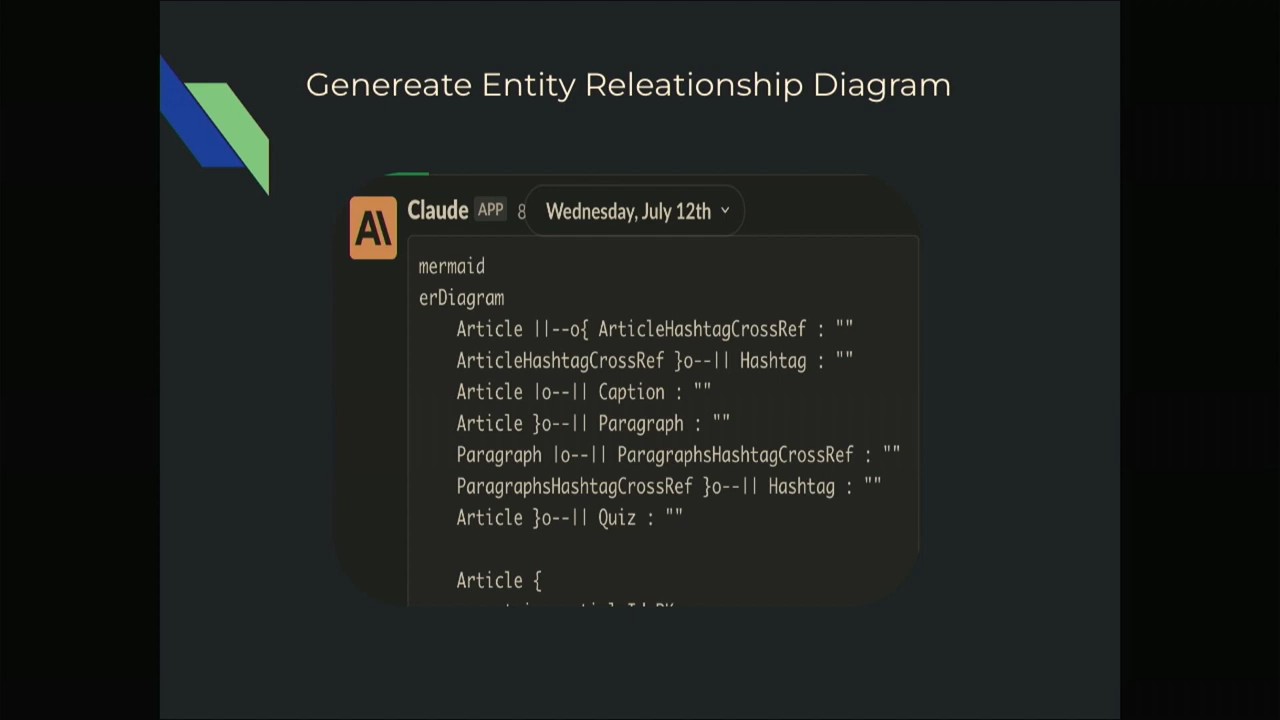 Genereate Entity Releationship Diagram
Claude APP 8 Wednesday, July 12th
mermaid
erDiagram
Article ||--o{ ArticleHashtagCrossRef : ""
ArticleHashtagCrossRef }o--|| Hashtag : ""
Article |o--|| Caption : ""
Article }o--|| Paragraph : ""
Paragraph |o--|| ParagraphsHashtagCrossRef : ""
ParagraphsHashtagCrossRef }o--|| Hashtag : ""
Article }o--|| Quiz : ""
Article {